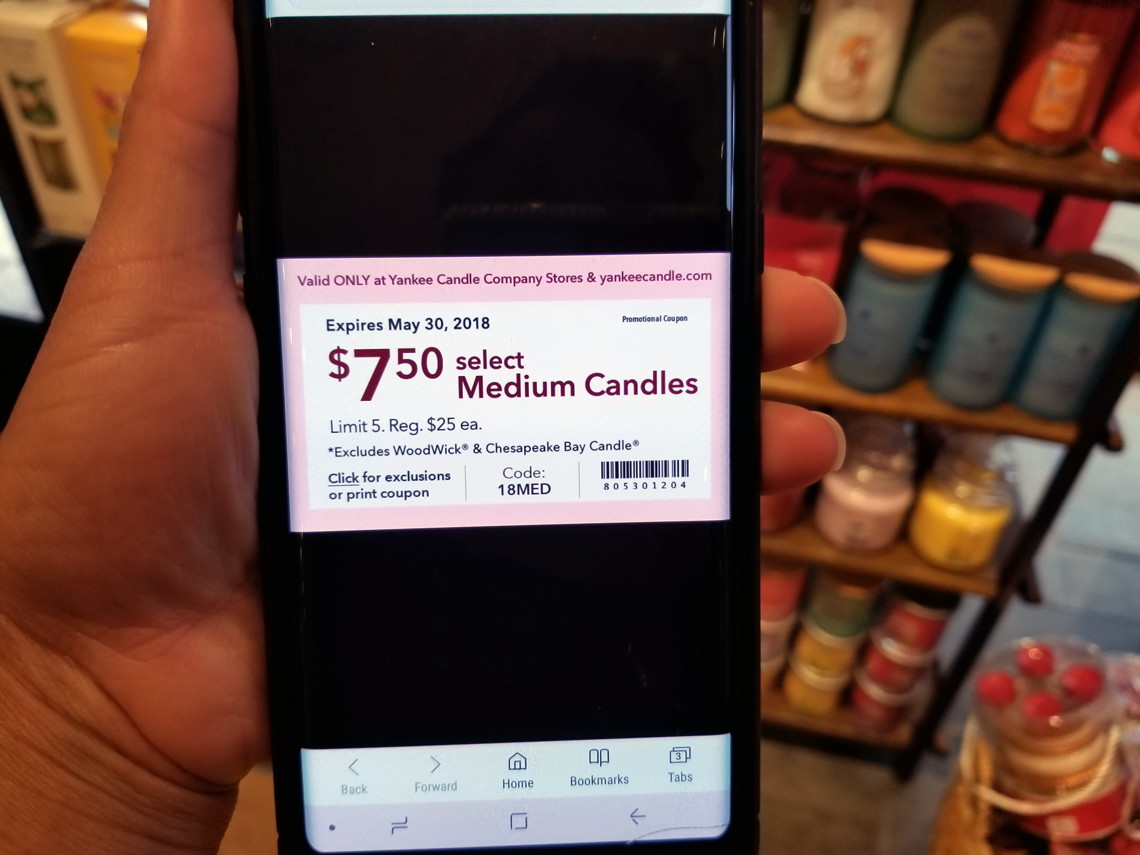 Valid ONLY at Yankee Candle Company Stores & yankeecandle.com
Expires May 30, 2018
Promotional Coupon
$7 50 select
Medium Candles
Limit 5. Reg. $25 ea.
*Excludes WoodWick® & Chesapeake Bay Candle®
Click for exclusions
or print coupon
Code:
18MED
805301204
3
Back
Forward
Home
Bookmarks
Tabs